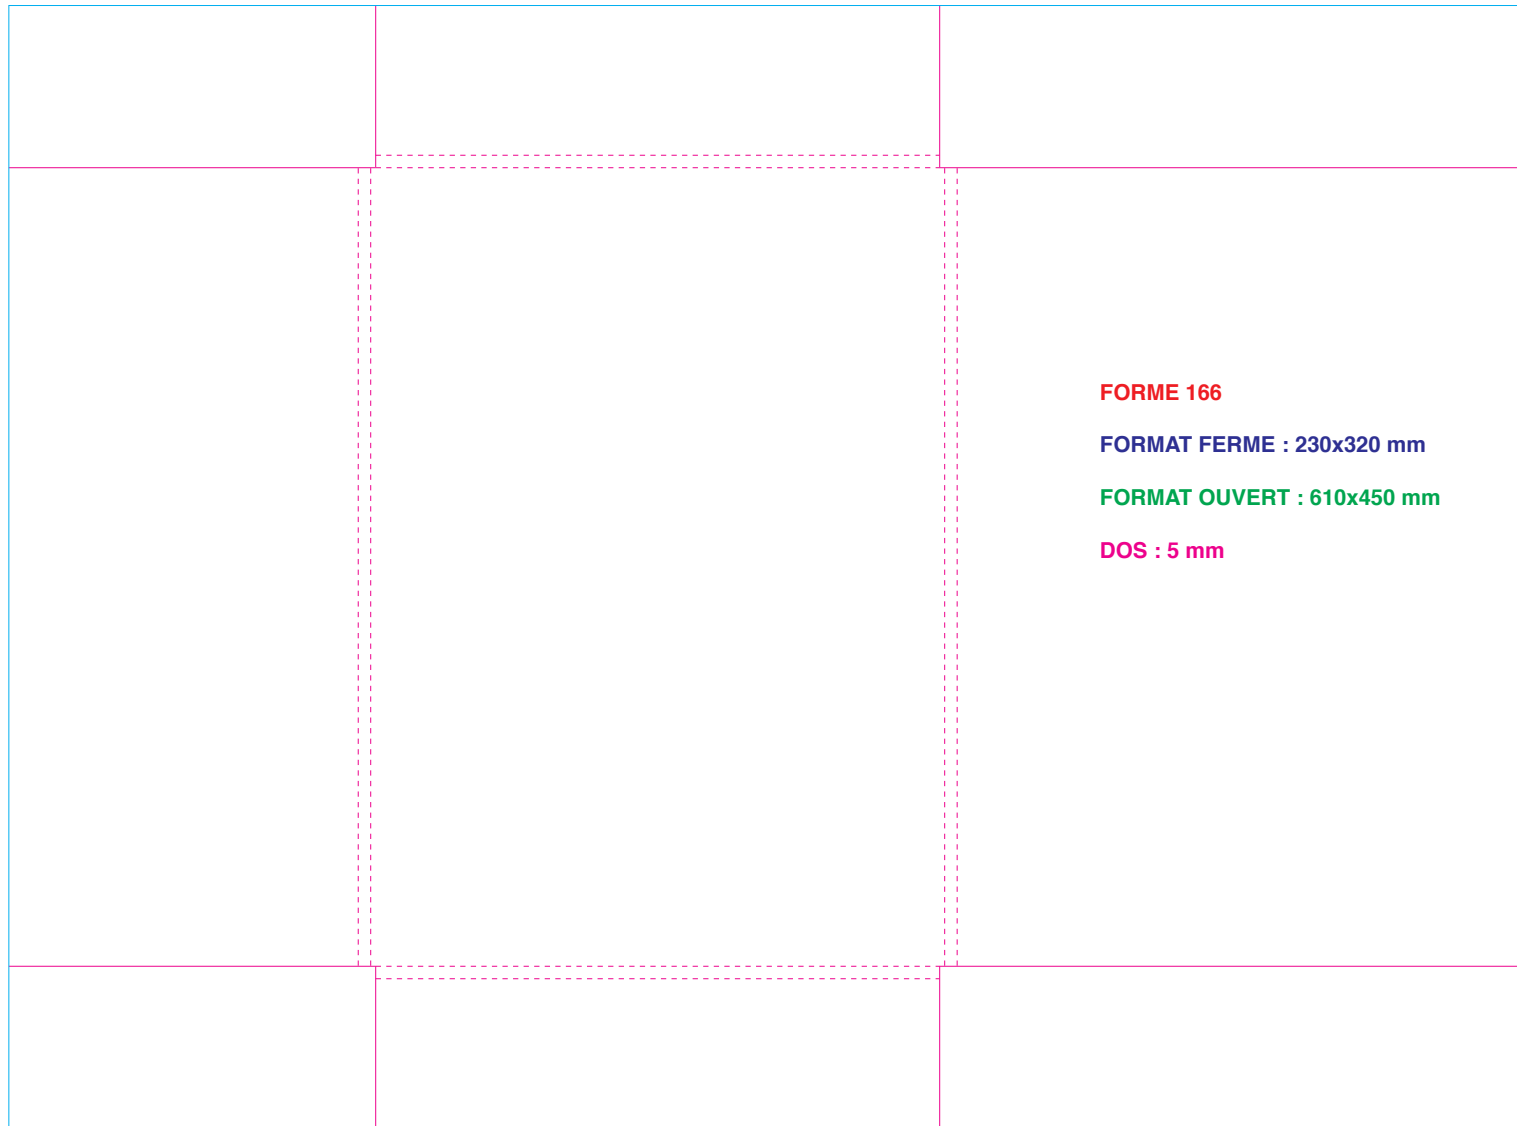 FORME 166
FORMAT FERME : 230x320 mm
FORMAT OUVERT : 610x450 mm
DOS : 5 mm